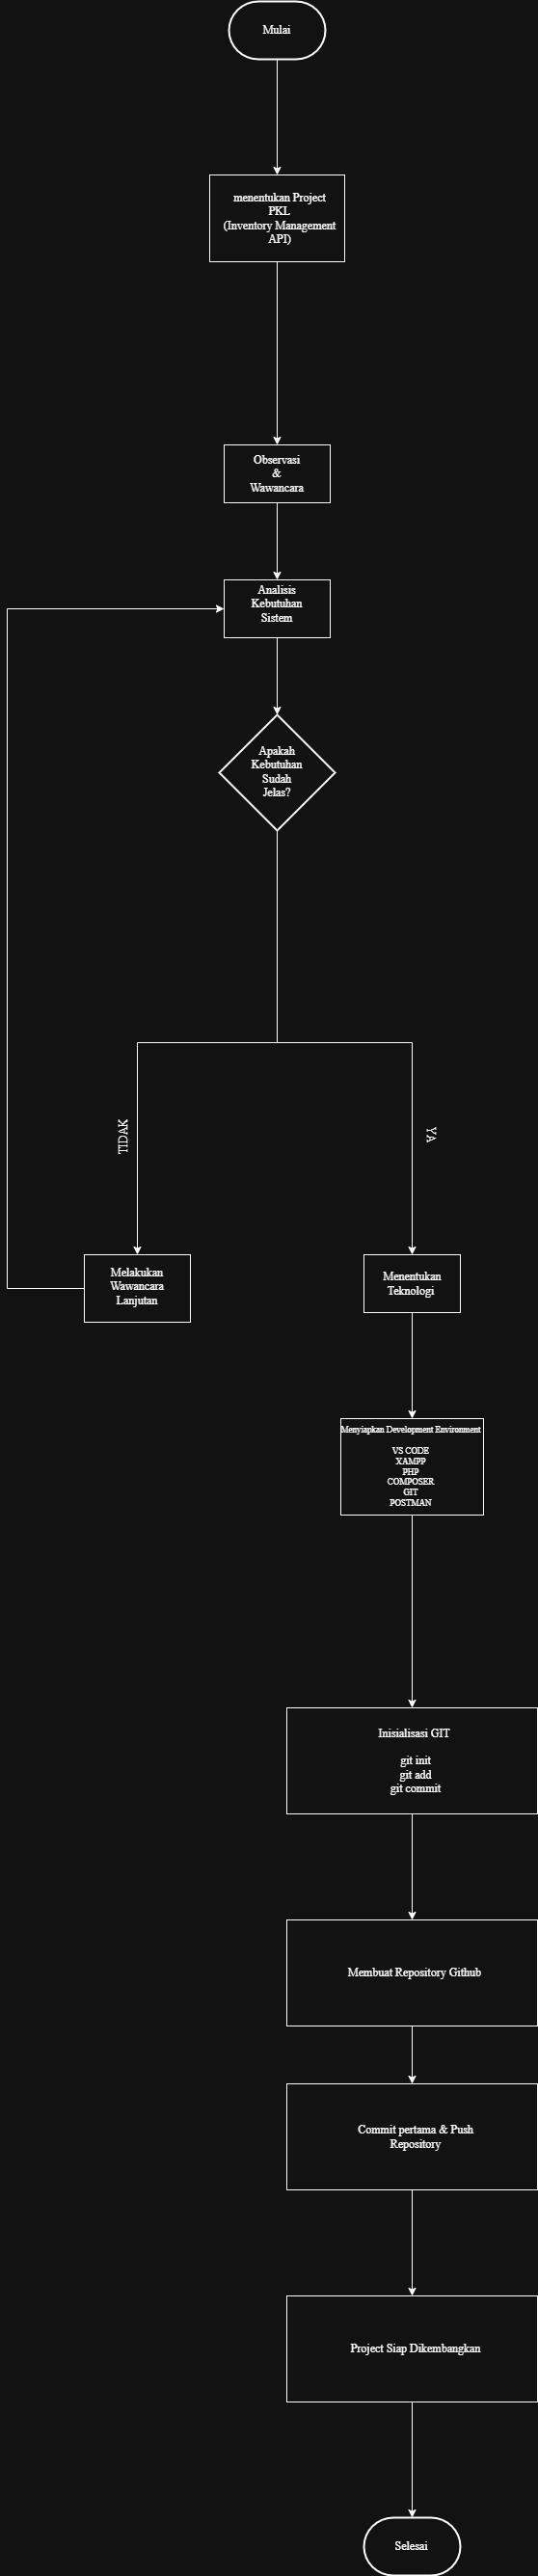 Mulai
menentukan Project
PKL
(Inventory Management
API)
Observasi
&
Wawancara
Analisis
Kebutuhan
Sistem
Apakah
Kebutuhan
Sudah
Jelas?
TIDAK
YA
Melakukan
Wawancara
Lanjutan
Menentukan
Teknologi
Menyiapkan Development Environment
VS CODE
XAMPP
PHP
COMPOSER
GIT
POSTMAN
Inisialisasi GIT
git init
git add
git commit
Membuat Repository Github
Commit pertama & Push
Repository
Project Siap Dikembangkan
Selesai